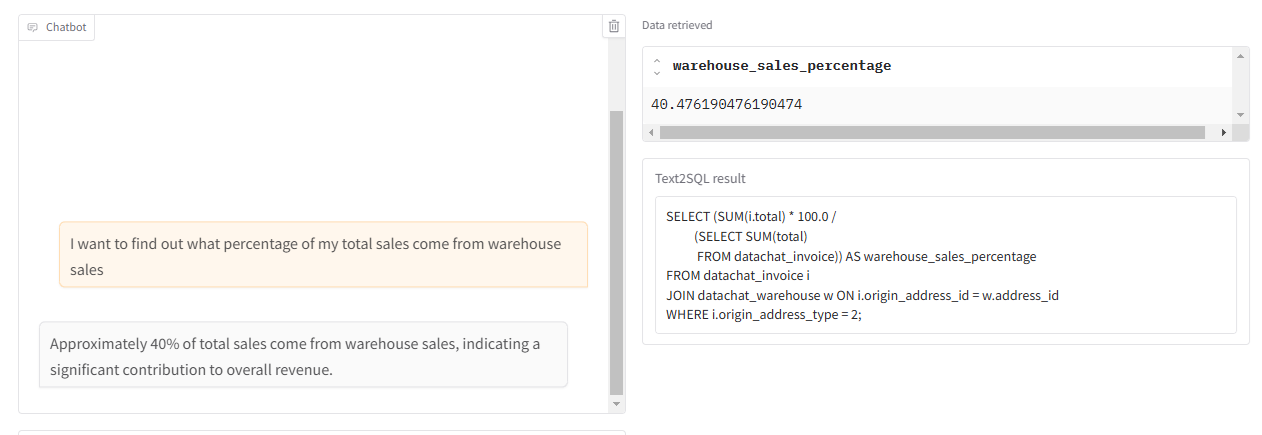 Chatbot
I want to find out what percentage of my total sales come from warehouse
sales
Approximately 40% of total sales come from warehouse sales, indicating a
significant contribution to overall revenue.
Data retrieved
warehouse_sales_percentage
40.476190476190474
Text2SQL result
SELECT (SUM(i.total) * 100.0 /
(SELECT SUM(total)
FROM datachat_invoice)) AS warehouse_sales_percentage
FROM datachat_invoice i
JOIN datachat_warehouse w ON i.origin_address_id = w.address_id
WHERE i.origin_address_type = 2;